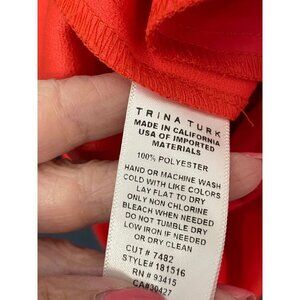 TRINA TURK
MADE IN CALIFORNIA
USA OF IMPORTED
MATERIALS
100% POLYESTER
HAND OR MACHINE WASH
COLD WITH LIKE COLORS
LAY FLAT TO DRY
ONLY NON CHLORINE
BLEACH WHEN NEEDED
DO NOT TUMBLE DRY
LOW IRON IF NEEDED
OR DRY CLEAN
CUT # 7482
STYLE# 181516
RN # 93415
CA#30427